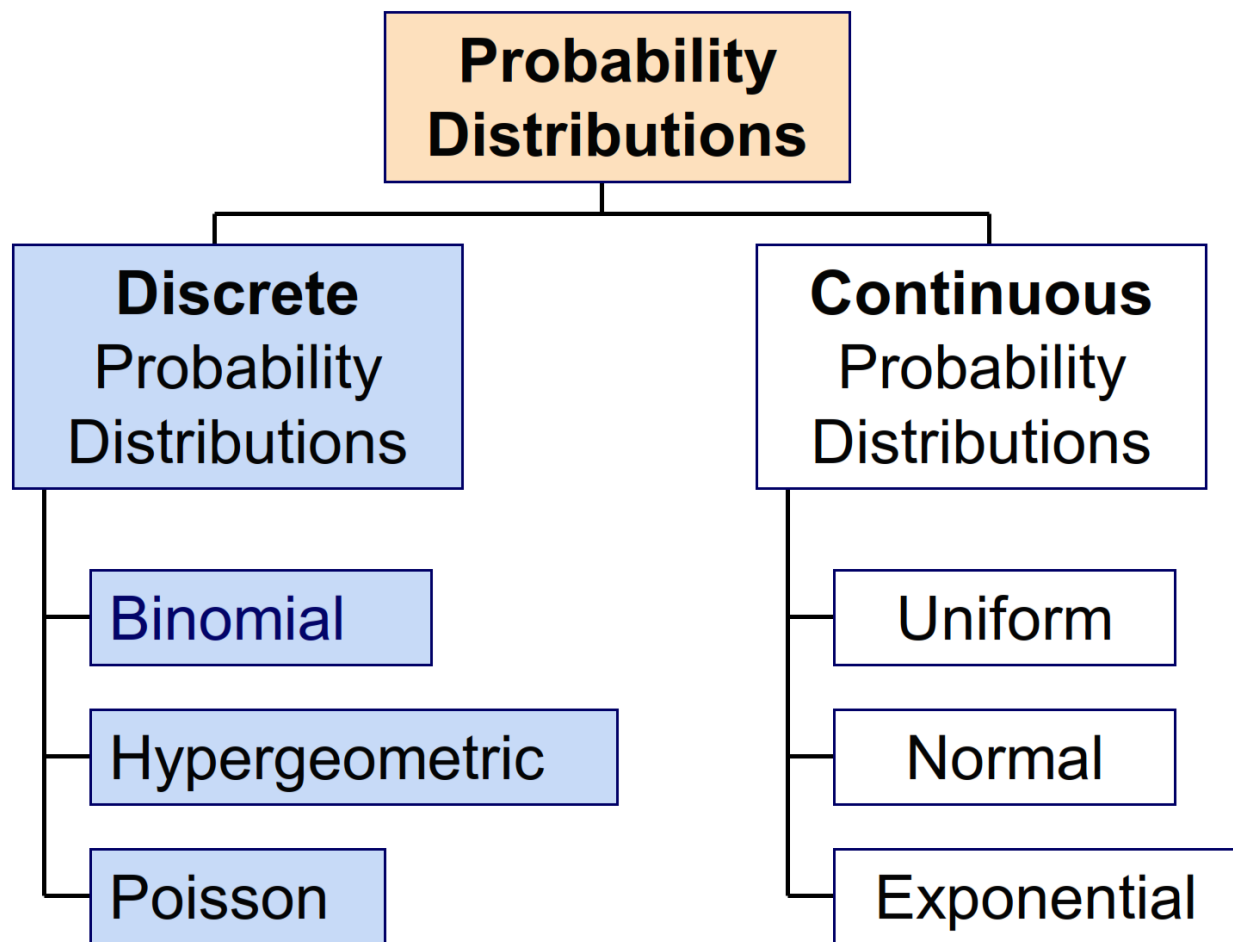 Probability
Distributions
Discrete
Probability
Distributions
Continuous
Probability
Distributions
Binomial
Hypergeometric
Poisson
Uniform
Normal
Exponential